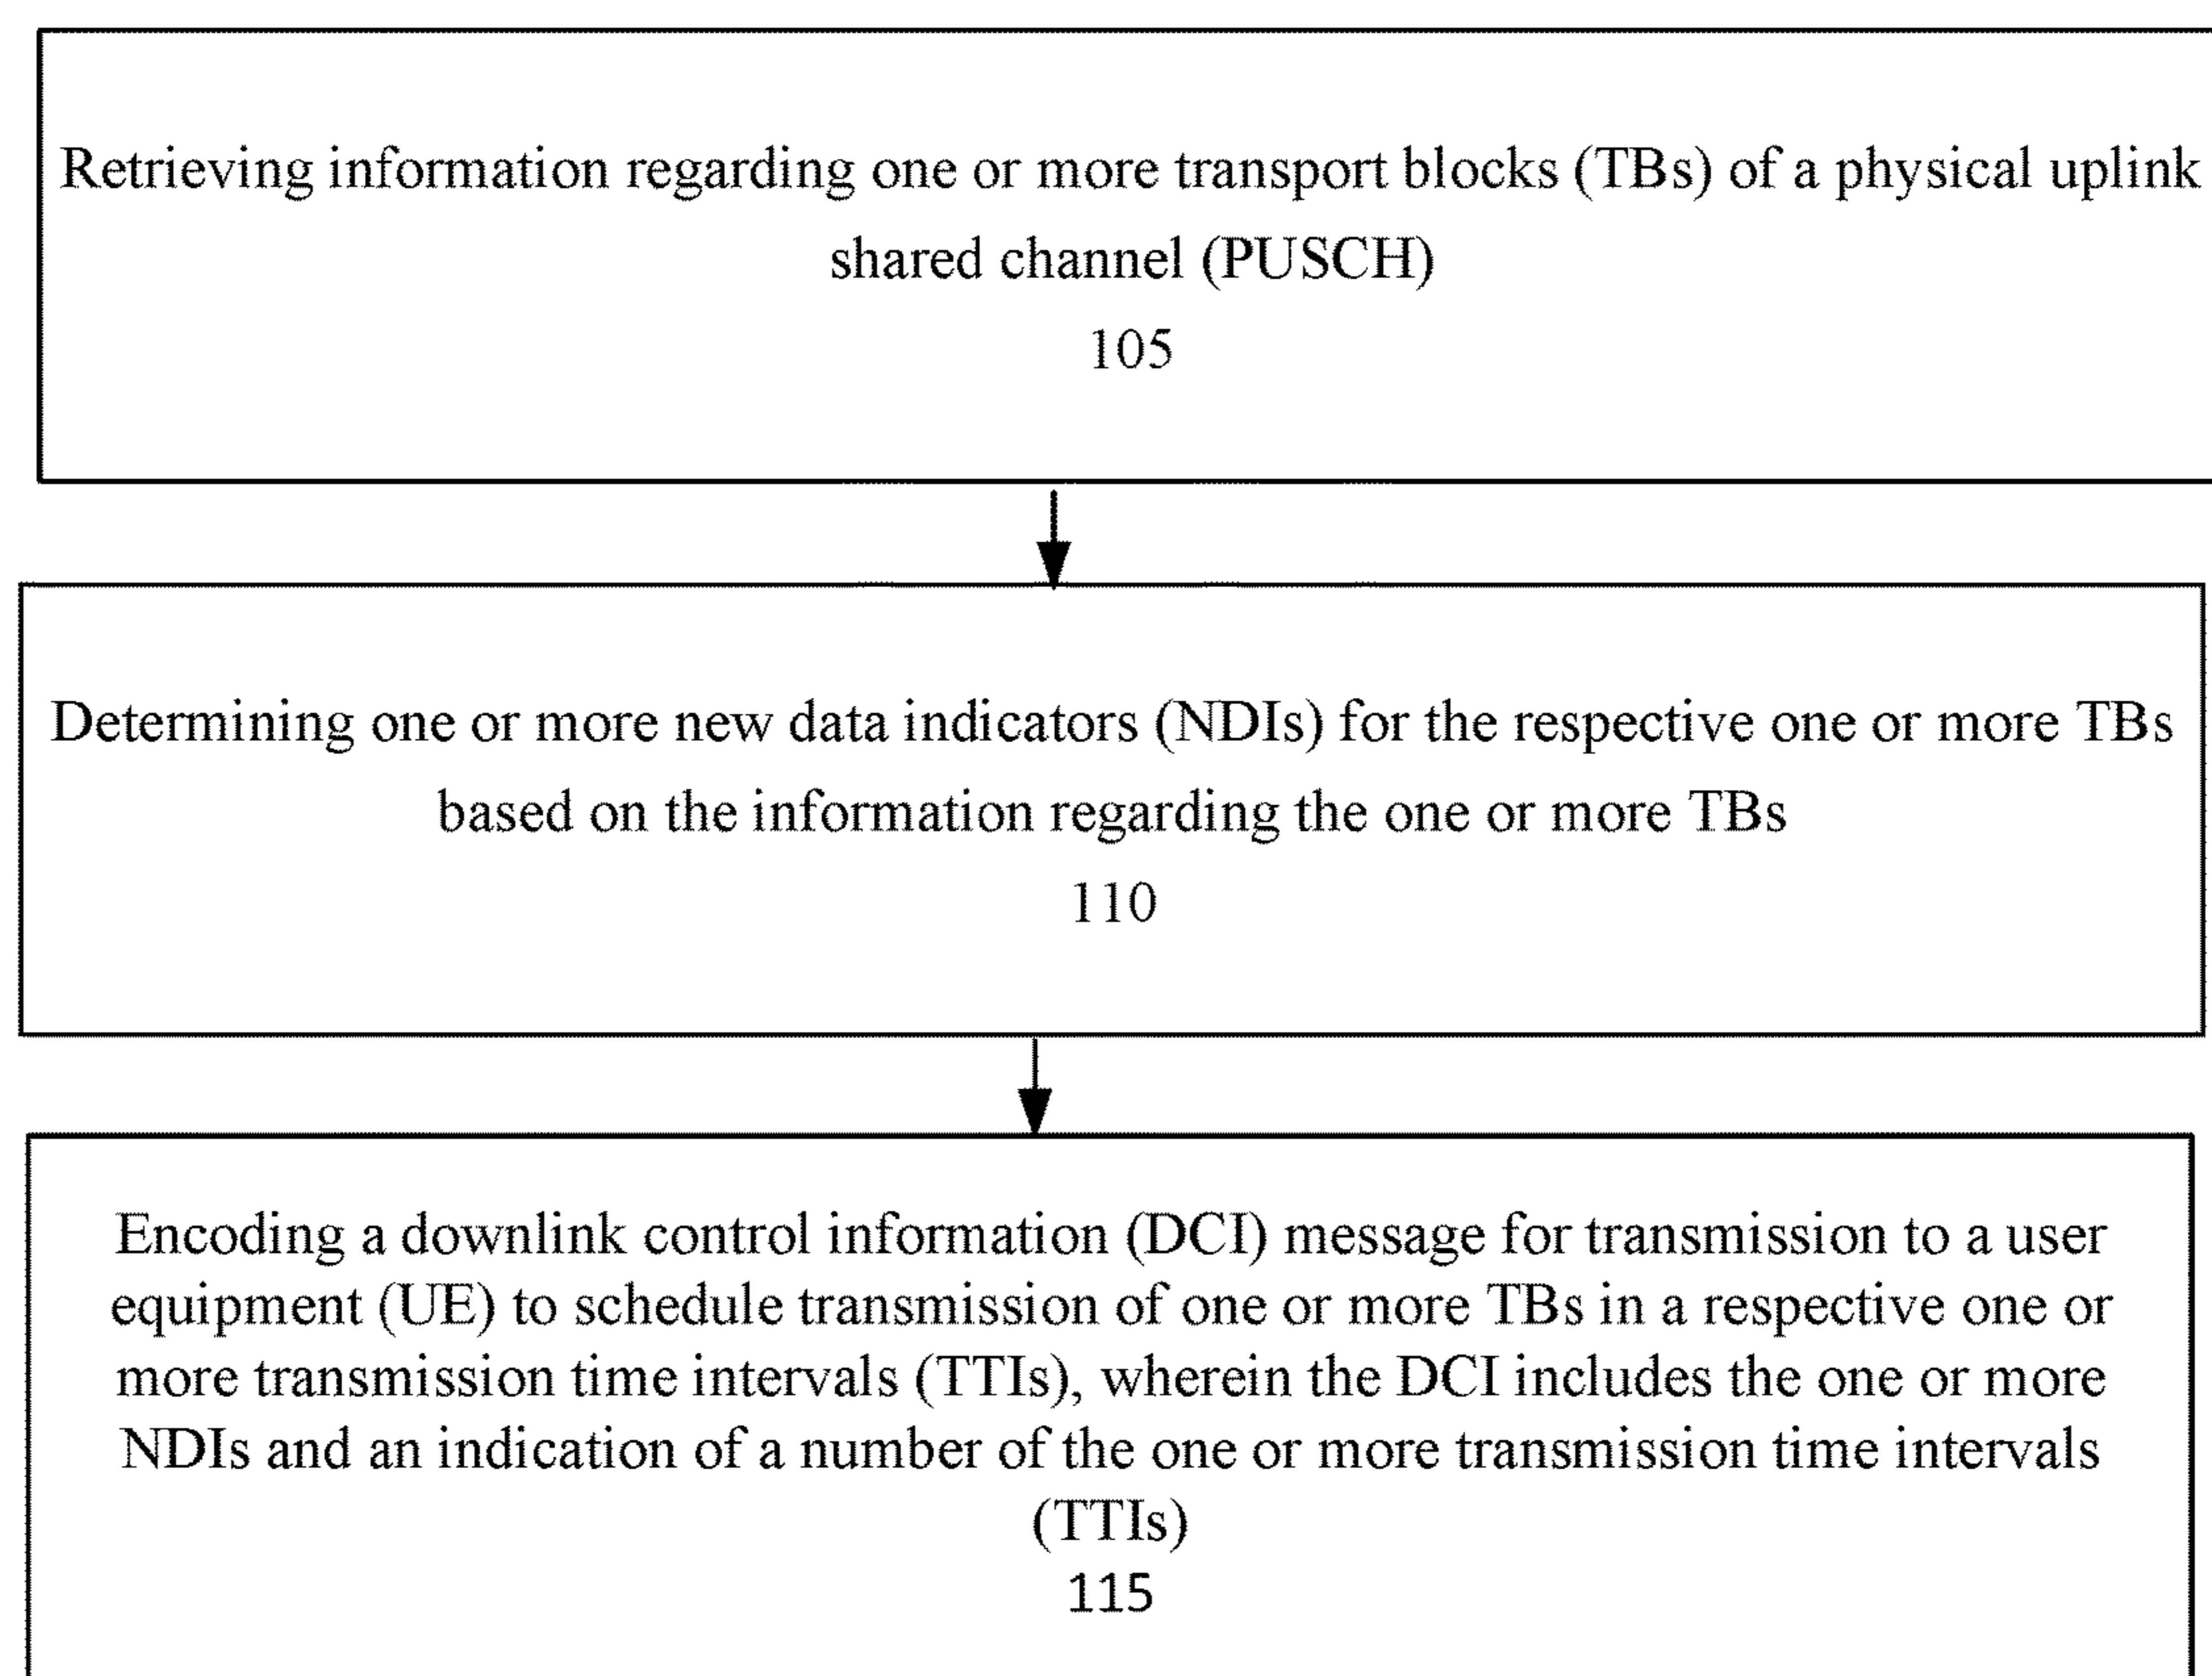 Retrieving information regarding one or more transport blocks (TBs) of a physical uplink
shared channel (PUSCH)
105
Determining one or more new data indicators (NDIs) for the respective one or more TBs
based on the information regarding the one or more TBs
110
Encoding a downlink control information (DCI) message for transmission to a user
equipment (UE) to schedule transmission of one or more TBs in a respective one or
more transmission time intervals (TTIs), wherein the DCI includes the one or more
NDIs and an indication of a number of the one or more transmission time intervals
(TTIs)
115